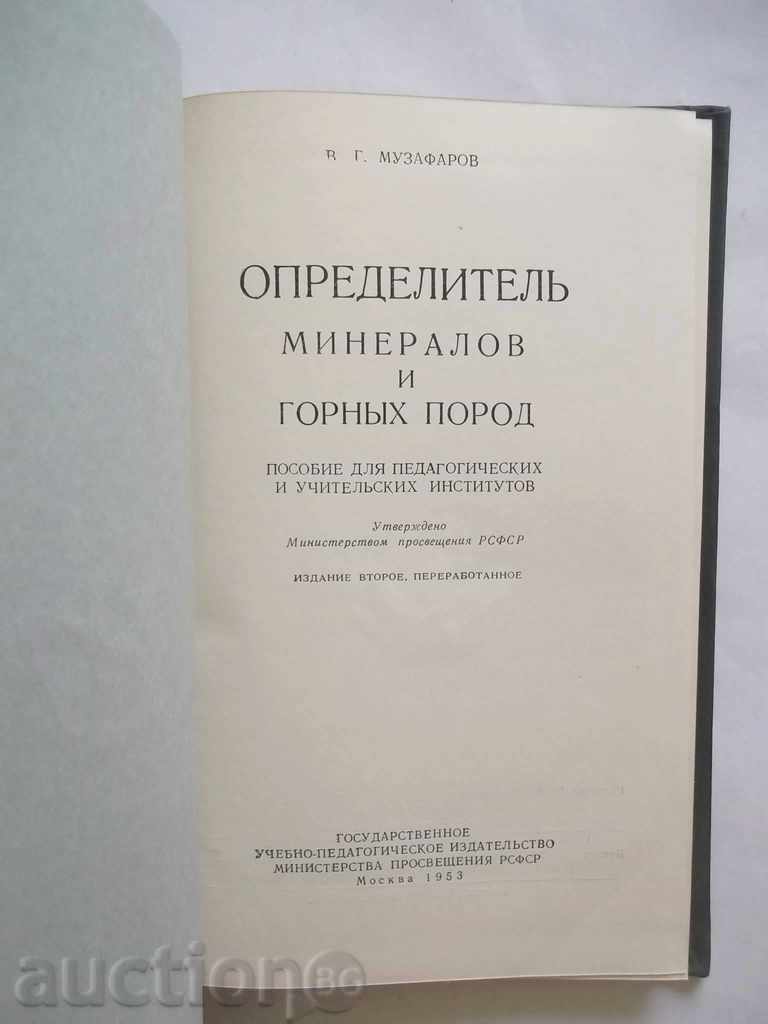 В. Г. МУЗАФАРОВ
ОПРЕДЕЛИТЕЛЬ
МИНЕРАЛОВ
И
ГОРНЫХ ПОРОД
ПОСОБИЕ ДЛЯ ПЕДАГОГИЧЕСКИХ
И УЧИТЕЛЬСКИХ ИНСТИТУТОВ
Утверждено
Министерством просвещения РСФСР
ИЗДАНИЕ ВТОРОЕ, ПЕРЕРАБОТАННОЕ
ГОСУДАРСТВЕННОЕ
УЧЕБНО-ПЕДАГОГИЧЕСКОЕ ИЗДАТЕЛЬСТВО
МИНИСТЕРСТВА ПРОСВЕЩЕНИЯ РСФСР
Москва 1953
auction.bg